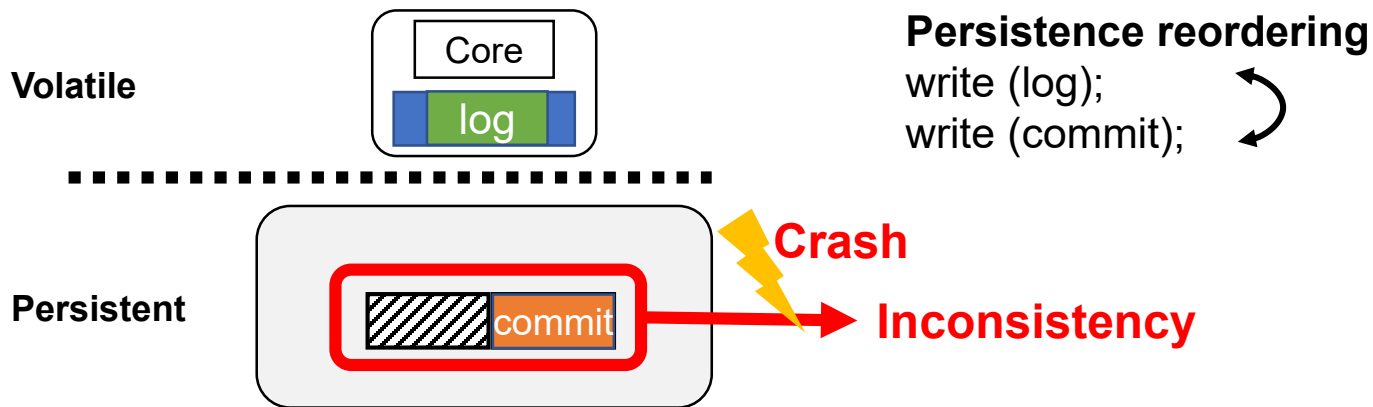 Persistence reordering
write (log);
write (commit);
Core
Volatile
log
Crash
Persistent
commit
Inconsistency